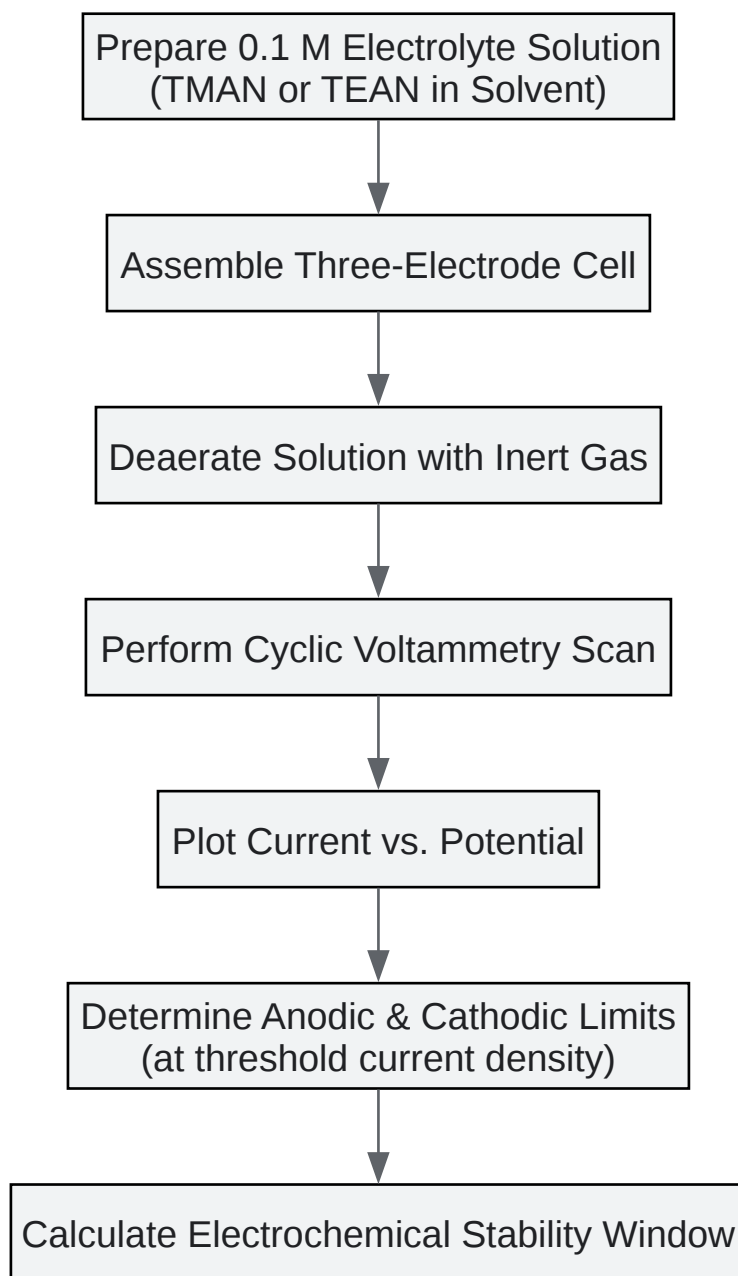 Prepare 0.1 M Electrolyte Solution
(TMAN or TEAN in Solvent)
Assemble Three-Electrode Cell
Deaerate Solution with Inert Gas
Perform Cyclic Voltammetry Scan
Plot Current vs. Potential
Determine Anodic & Cathodic Limits
(at threshold current density)
Calculate Electrochemical Stability Window